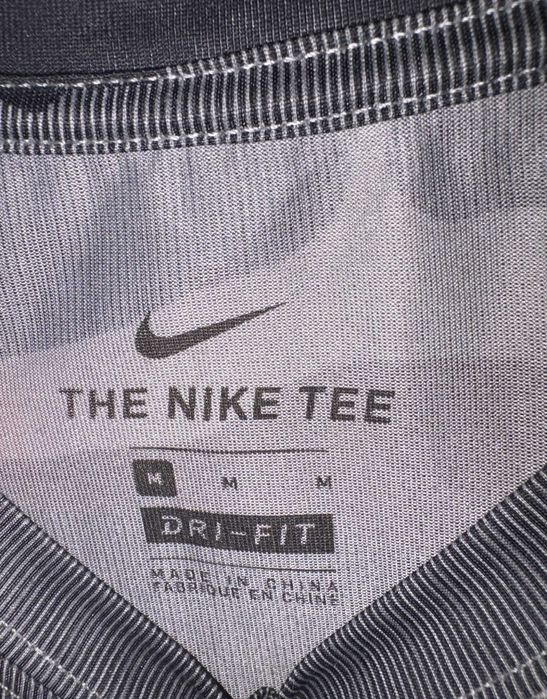 THE NIKE TEE
M M M
DRI-FIT
MADE IN CHINA
FABRIQUÉ EN CHINE